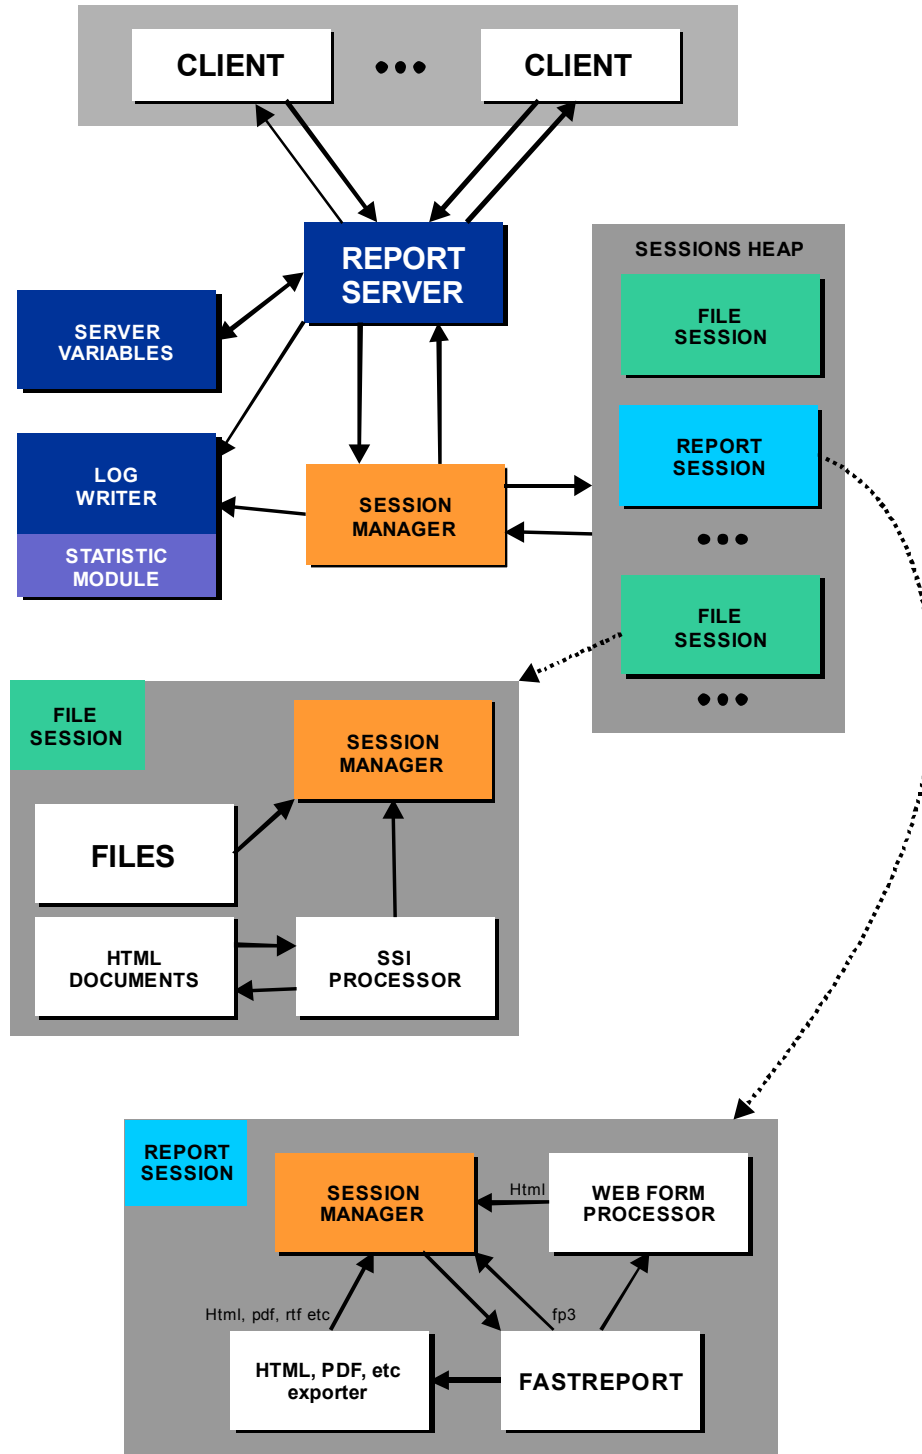 CLIENT
CLIENT
REPORT
SERVER
SESSIONS HEAP
FILE
SESSION
SERVER
VARIABLES
REPORT
SESSION
LOG
WRITER
SESSION
MANAGER
STATISTIC
MODULE
FILE
SESSION
FILE
SESSION
SESSION
MANAGER
FILES
HTML
DOCUMENTS
SSI
PROCESSOR
REPORT
SESSION
SESSION
MANAGER
Html
WEB FORM
PROCESSOR
Html, pdf, rtf etc
fp3
HTML, PDF, etc
exporter
FASTREPORT